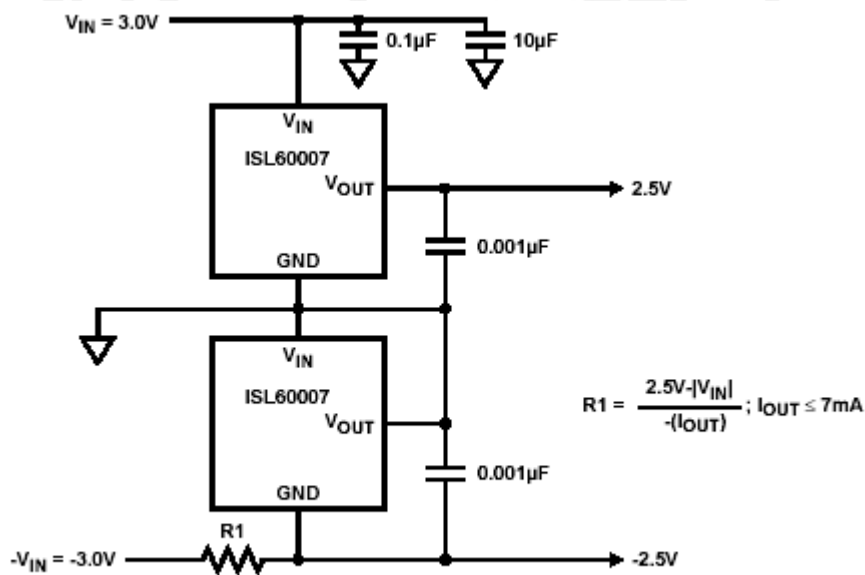 VIN = 3.0V
0.1µF
10µF
VIN
ISL60007
VOUT
2.5V
0.001µF
GND
VIN
ISL60007
VOUT
R1 = 2.5V-|VIN| / -(IOUT) ; IOUT ≤ 7mA
0.001µF
GND
R1
-VIN = -3.0V
-2.5V